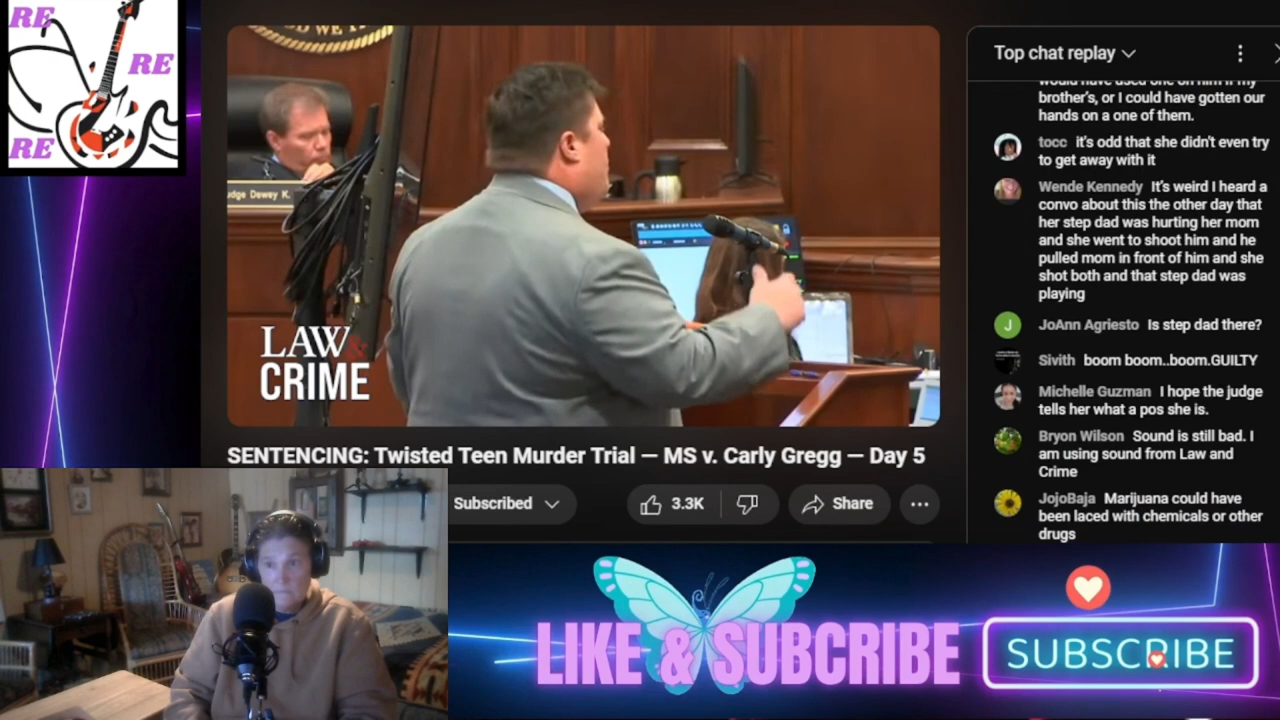 RE
RE
RE
LAW&
CRIME
SENTENCING: Twisted Teen Murder Trial — MS v. Carly Gregg — Day 5
Subscribed
3.3K
Share
Top chat replay
would have used one on him if my
brother's, or I could have gotten our
hands on a one of them.
tocc it's odd that she didn't even try
to get away with it
Wende Kennedy It's weird I heard a
convo about this the other day that
her step dad was hurting her mom
and she went to shoot him and he
pulled mom in front of him and she
shot both and that step dad was
playing
J
JoAnn Agriesto Is step dad there?
Sivith boom boom..boom.GUILTY
Michelle Guzman I hope the judge
tells her what a pos she is.
Bryon Wilson Sound is still bad. I
am using sound from Law and
Crime
JojoBaja Marijuana could have
been laced with chemicals or other
drugs
LIKE & SUBCRIBE
SUBSCRIBE
udge Dewey K.